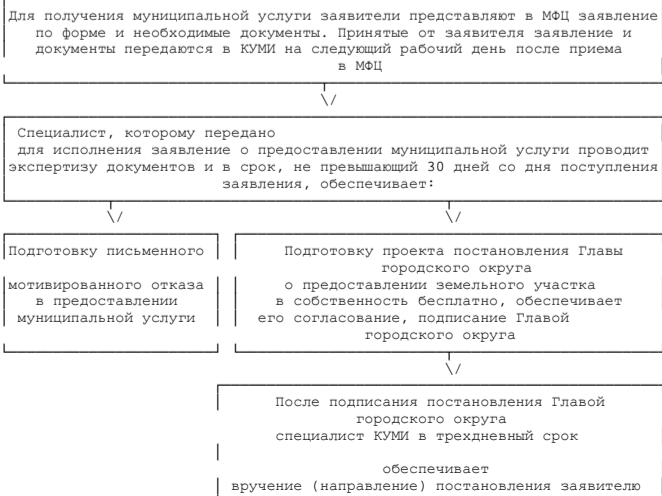 Для получения муниципальной услуги заявители представляют в МФЦ заявление
по форме и необходимые документы. Принятые от заявителя заявление и
документы передаются в КУМИ на следующий рабочий день после приема
в МФЦ
Специалист, которому передано
для исполнения заявление о предоставлении муниципальной услуги проводит
экспертизу документов и в срок, не превышающий 30 дней со дня поступления
заявления, обеспечивает:
Подготовку письменного
мотивированного отказа
в предоставлении
муниципальной услуги
Подготовку проекта постановления Главы
городского округа
о предоставлении земельного участка
в собственность бесплатно, обеспечивает
его согласование, подписание Главой
городского округа
После подписания постановления Главой
городского округа
специалист КУМИ в трехдневный срок
обеспечивает
вручение (направление) постановления заявителю